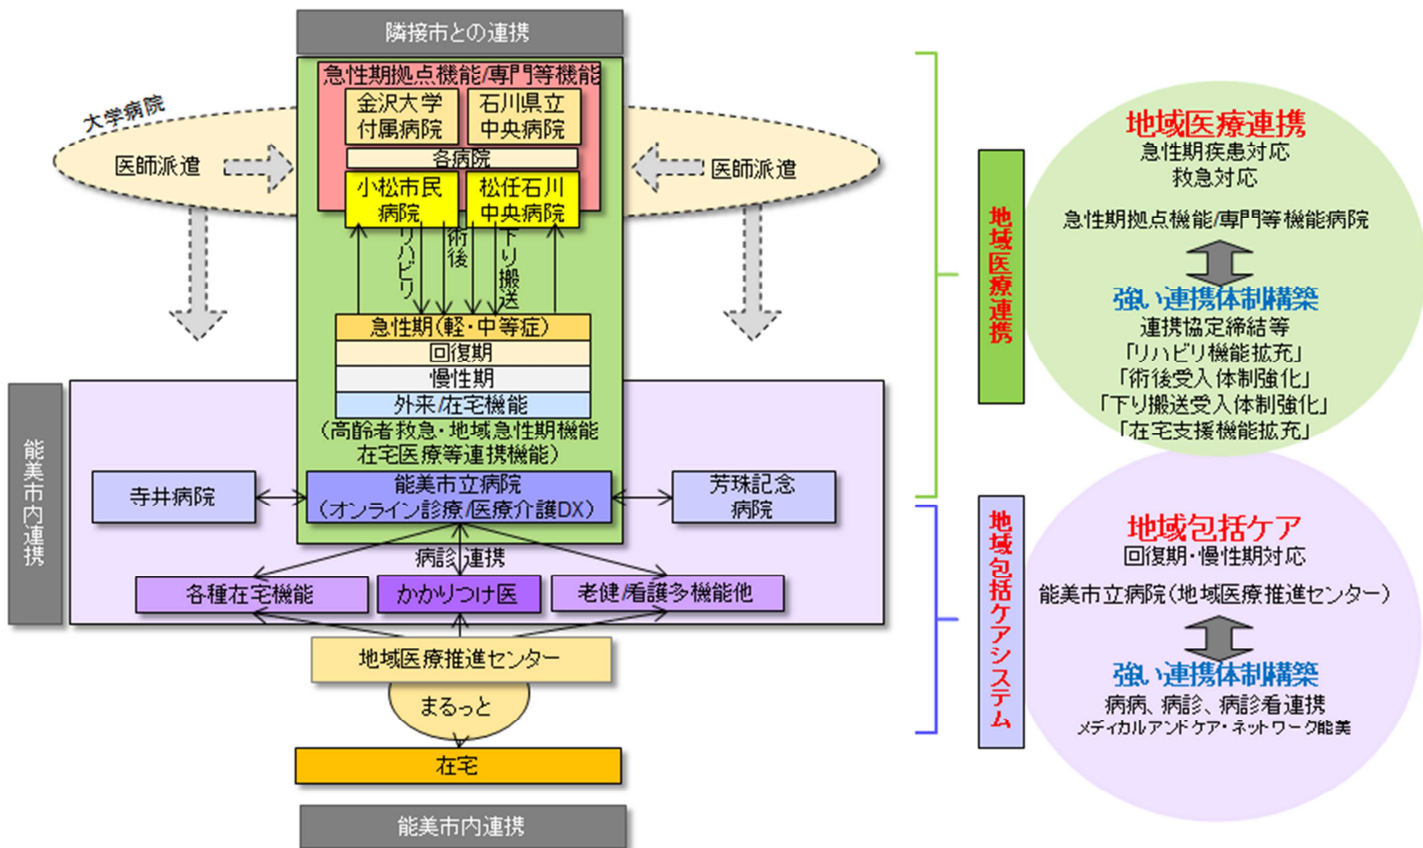 隣接市との連携
急性期拠点機能/専門等機能
金沢大学
付属病院
石川県立
中央病院
各病院
小松市民
病院
松任石川
中央病院
大学病院
医師派遣
医師派遣
リハビリ
術後
下り搬送
急性期(軽・中等症)
回復期
慢性期
外来/在宅機能
(高齢者救急・地域急性期機能
在宅医療等連携機能)
能美市内連携
寺井病院
能美市立病院
(オンライン診療/医療介護DX)
芳珠記念
病院
病診連携
各種在宅機能
かかりつけ医
老健/看護多機能他
地域医療推進センター
まるっと
在宅
能美市内連携
地域医療連携
地域包括ケアシステム
地域医療連携
急性期疾患対応
救急対応
急性期拠点機能/専門等機能病院
強い連携体制構築
連携協定締結等
「リハビリ機能拡充」
「術後受入体制強化」
「下り搬送受入体制強化」
「在宅支援機能拡充」
地域包括ケア
回復期・慢性期対応
能美市立病院(地域医療推進センター)
強い連携体制構築
病病、病診、病診看連携
メディカルアンドケア・ネットワーク能美